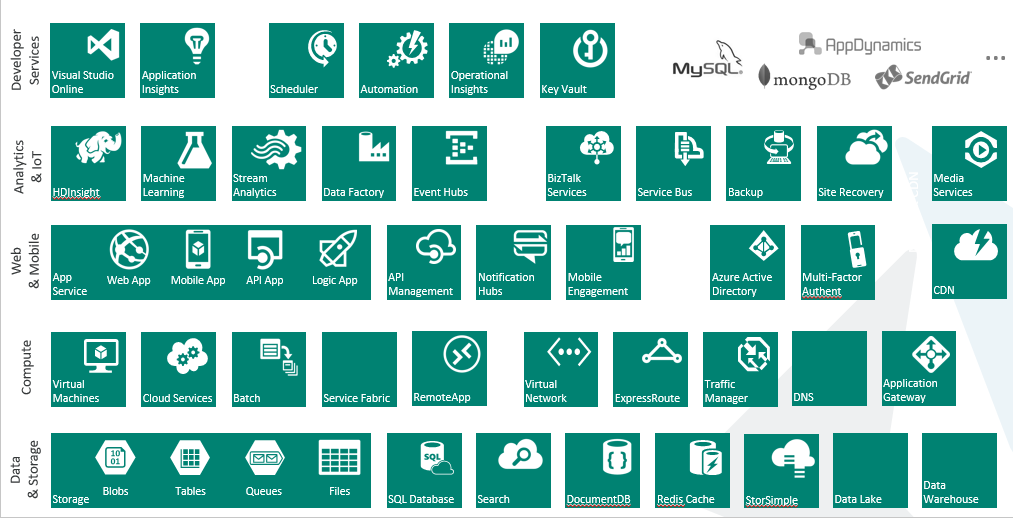 Developer
Services
Visual Studio
Online
Application
Insights
Scheduler
Automation
Operational
Insights
Key Vault
MySQL®
AppDynamics
mongoDB
SendGrid
...
Analytics
& IoT
HDInsight
Machine
Learning
Stream
Analytics
Data Factory
Event Hubs
BizTalk
Services
Service Bus
Backup
Site Recovery
Media
Services
CDN
Web
& Mobile
App
Service
Web App
Mobile App
API App
Logic App
API
Management
Notification
Hubs
Mobile
Engagement
Azure Active
Directory
Multi-Factor
Authent
CDN
Compute
Virtual
Machines
Cloud Services
Batch
Service Fabric
RemoteApp
Virtual
Network
ExpressRoute
Traffic
Manager
DNS
Application
Gateway
Data
& Storage
Storage
10
01
Blobs
Tables
Queues
Files
SQL
SQL Database
Search
DocumentDB
Redis Cache
StorSimple
Data Lake
Data
Warehouse